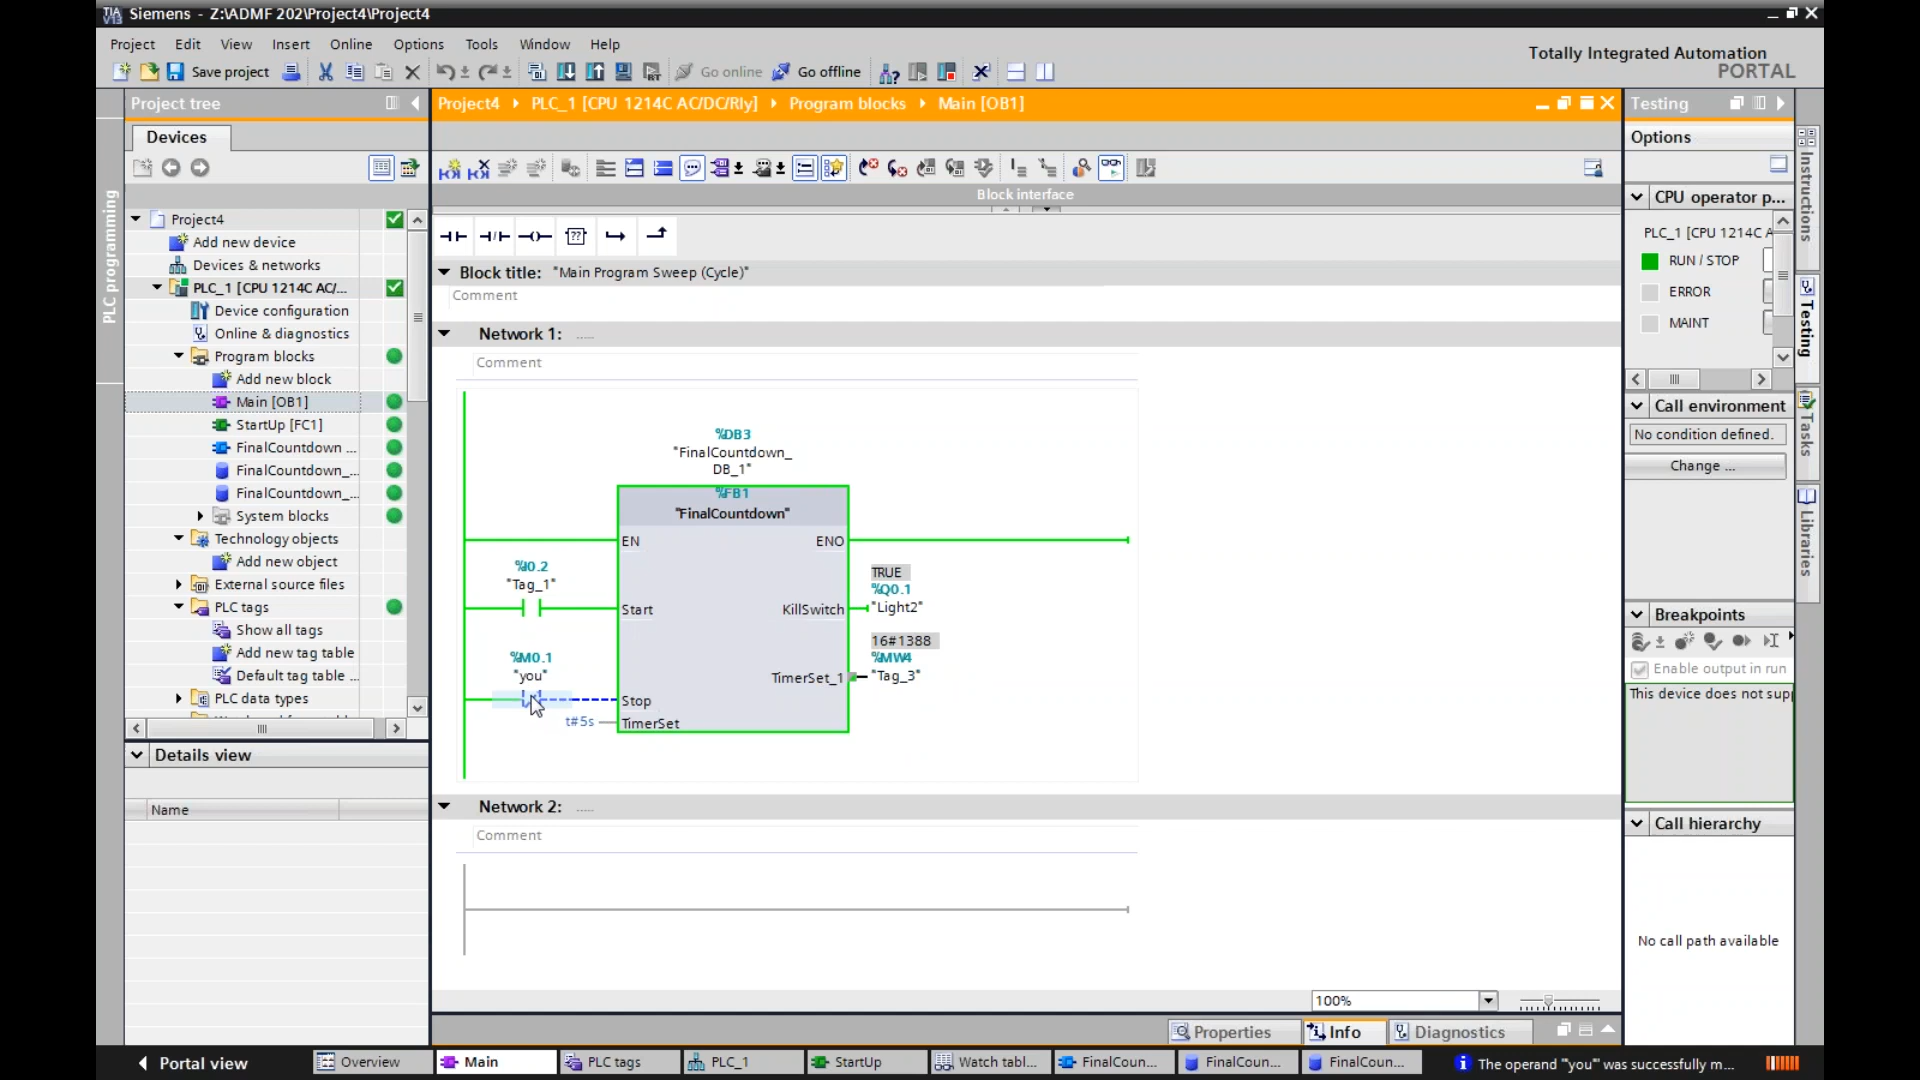 Siemens - Z:\ADMF 202\Project4\Project4
Project Edit View Insert Online Options Tools Window Help
Save project
Go online
Go offline
Totally Integrated Automation
PORTAL
PLC programming
Project tree
Devices
Project4
Add new device
Devices & networks
PLC_1 [CPU 1214C AC/...
Device configuration
Online & diagnostics
Program blocks
Add new block
Main [OB1]
StartUp [FC1]
FinalCountdown ...
FinalCountdown_...
FinalCountdown_...
System blocks
Technology objects
Add new object
External source files
PLC tags
Show all tags
Add new tag table
Default tag table ...
PLC data types
Details view
Name
Project4 PLC_1 [CPU 1214C AC/DC/Rly] Program blocks Main [OB1]
Block interface
??
Block title: "Main Program Sweep (Cycle)"
Comment
Network 1: .....
Comment
%DB3
"FinalCountdown_
DB_1"
%FB1
"FinalCountdown"
EN
ENO
%I0.2
"Tag_1"
Start
TRUE
%Q0.1
KillSwitch
"Light2"
%M0.1
"you"
Stop
16#1388
%MW4
TimerSet_1
"Tag_3"
t#5s
TimerSet
Network 2: .....
Comment
100%
Properties
Info
Diagnostics
Testing
Options
CPU operator p...
PLC_1 [CPU 1214C A
RUN / STOP
ERROR
MAINT
Call environment
No condition defined.
Change ...
Breakpoints
Enable output in run
This device does not supp
Call hierarchy
No call path available
Instructions
Testing
Tasks
Libraries
Portal view
Overview
Main
PLC tags
PLC_1
StartUp
Watch tabl...
FinalCoun...
FinalCoun...
FinalCoun...
The operand "you" was successfully m...